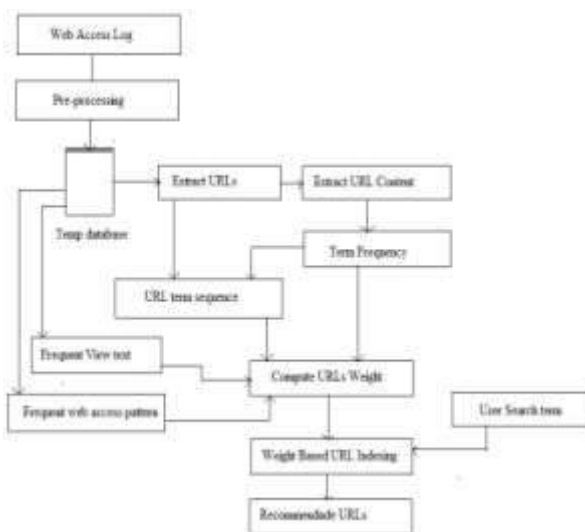 Web Access Log
Pre-processing
Extract URLs
Extract URL Content
Temp database
Term Frequency
URL term sequence
Frequent View text
Compute URLs Weight
Frequent web access pattern
User Search term
Weight Based URL Indexing
Recommendade URLs